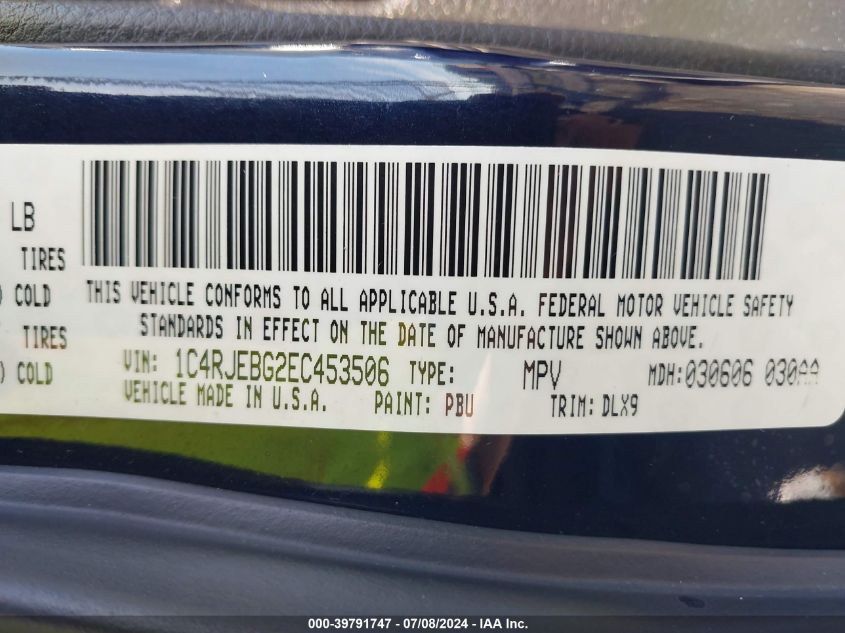 LB
TIRES
) COLD
TIRES
) COLD
THIS VEHICLE CONFORMS TO ALL APPLICABLE U.S.A. FEDERAL MOTOR VEHICLE SAFETY
STANDARDS IN EFFECT ON THE DATE OF MANUFACTURE SHOWN ABOVE.
VIN: 1C4RJEBG2EC453506 TYPE: MPV MDH:030606 030AA
VEHICLE MADE IN U.S.A. PAINT: PBU TRIM: DLX9
000-39791747 / 07/08/2024 - IAA Inc.